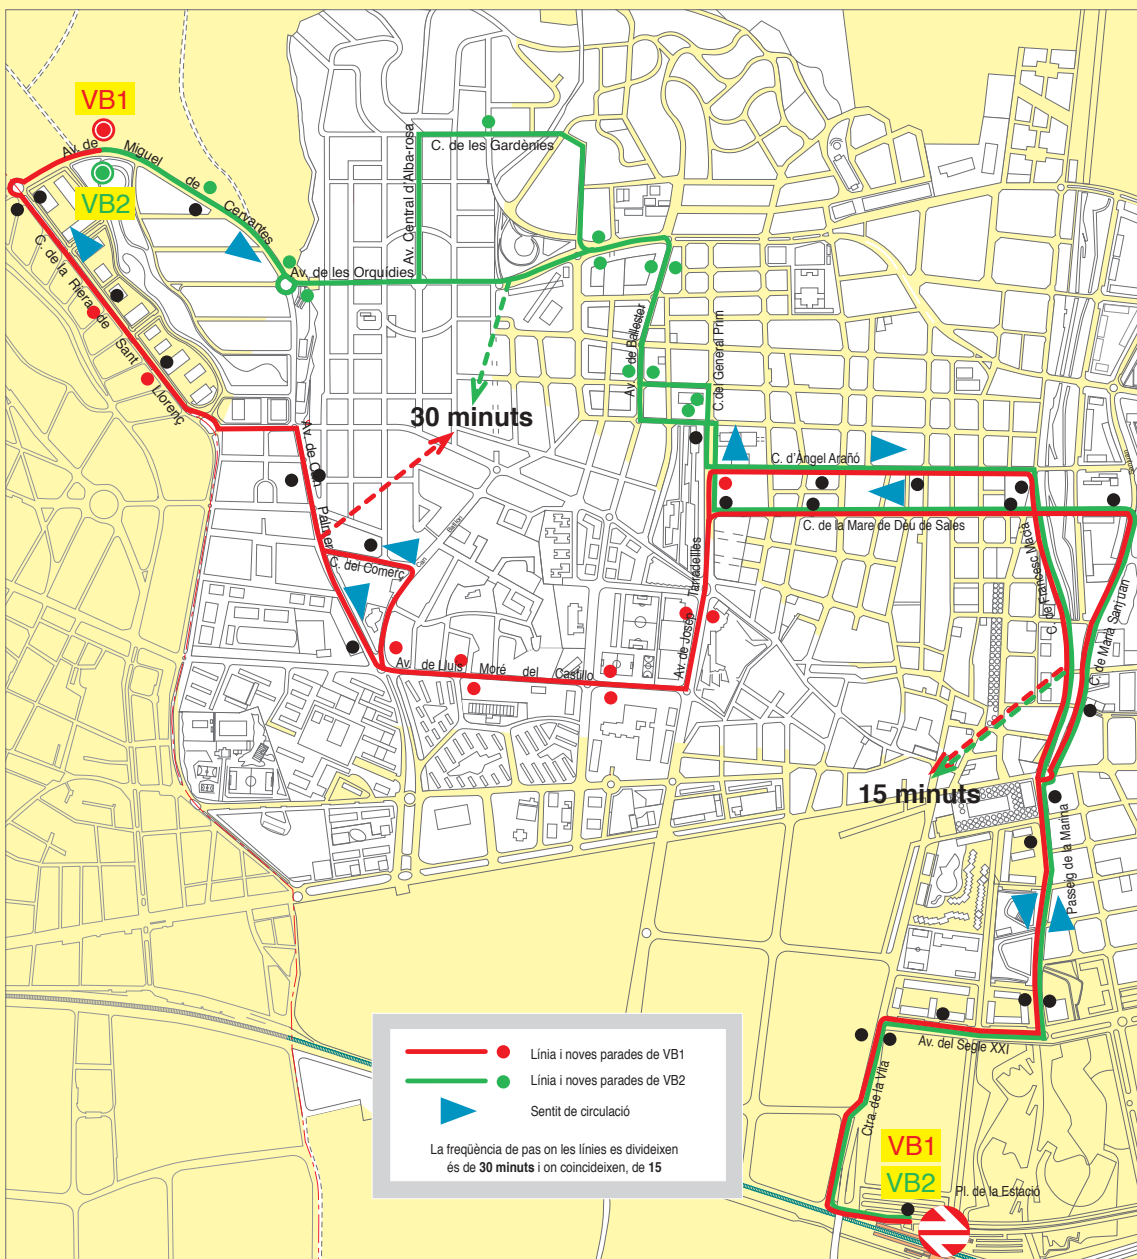 VB1
Av. de Miguel de Cervantes
VB2
C. de la Riera de Sant Llorenç
Av. de les Orquídies
Av. Central d'Alba-rosa
C. de les Gardènies
Av. de Ballester
C. de General Prim
30 minuts
Av. de Can Palmer
C. del Comerç
Av. de Lluís Moré del Castillo
Av. de Josep Tarradellles
C. d'Àngel Arañó
C. de la Mare de Déu de Sales
C. de Francesc Macià
C. de Maria Sanjuan
15 minuts
Passeig de la Marina
Av. del Segle XXI
Ctra. de la Vila
VB1
VB2
Pl. de la Estació
Línia i noves parades de VB1
Línia i noves parades de VB2
Sentit de circulació
La freqüència de pas on les línies es divideixen
és de 30 minuts i on coincideixen, de 15